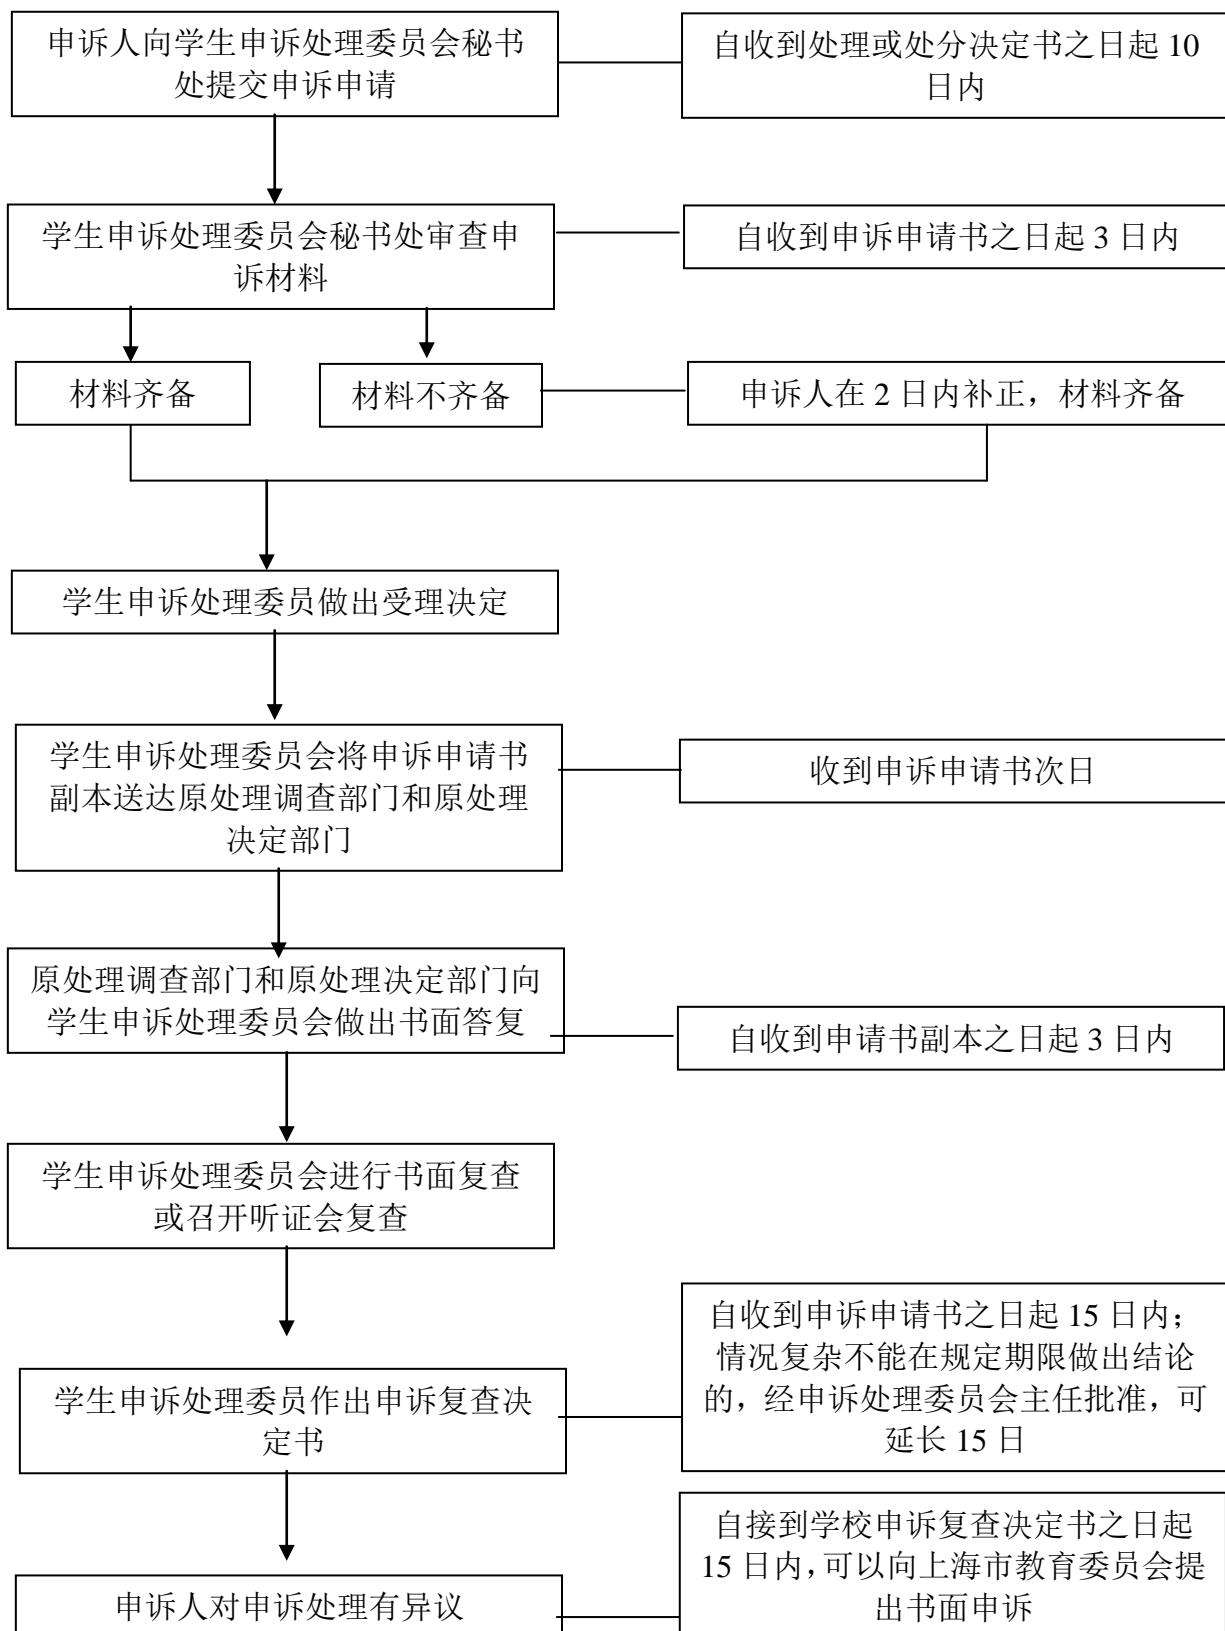 申诉人向学生申诉处理委员会秘书
处提交申诉申请
自收到处理或处分决定书之日起 10
日内
学生申诉处理委员会秘书处审查申
诉材料
自收到申诉申请书之日起 3 日内
材料齐备
材料不齐备
申诉人在 2 日内补正，材料齐备
学生申诉处理委员做出受理决定
学生申诉处理委员会将申诉申请书
副本送达原处理调查部门和原处理
决定部门
收到申诉申请书次日
原处理调查部门和原处理决定部门向
学生申诉处理委员会做出书面答复
自收到申请书副本之日起 3 日内
学生申诉处理委员会进行书面复查
或召开听证会复查
自收到申诉申请书之日起 15 日内；
情况复杂不能在规定期限做出结论
的，经申诉处理委员会主任批准，可
延长 15 日
学生申诉处理委员作出申诉复查决
定书
自接到学校申诉复查决定书之日起
15 日内，可以向上海市教育委员会提
出书面申诉
申诉人对申诉处理有异议